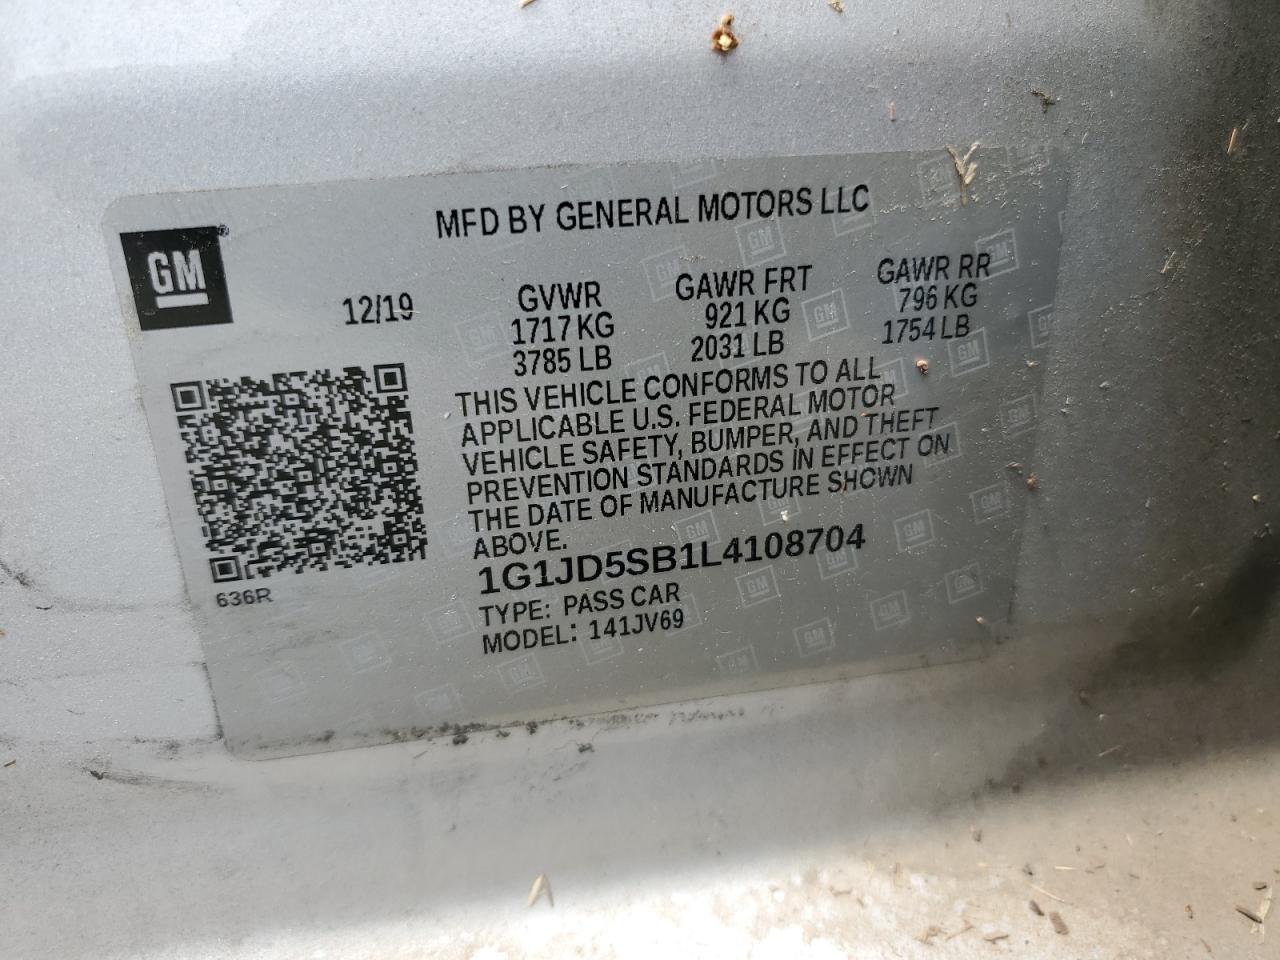 MFD BY GENERAL MOTORS LLC
GM
12/19
GVWR
1717 KG
3785 LB
GAWR FRT
921 KG
2031 LB
GAWR RR
796 KG
1754 LB
THIS VEHICLE CONFORMS TO ALL
APPLICABLE U.S. FEDERAL MOTOR
VEHICLE SAFETY, BUMPER, AND THEFT
PREVENTION STANDARDS IN EFFECT ON
THE DATE OF MANUFACTURE SHOWN
ABOVE.
1G1JD5SB1L4108704
TYPE: PASS CAR
MODEL: 141JV69
636R